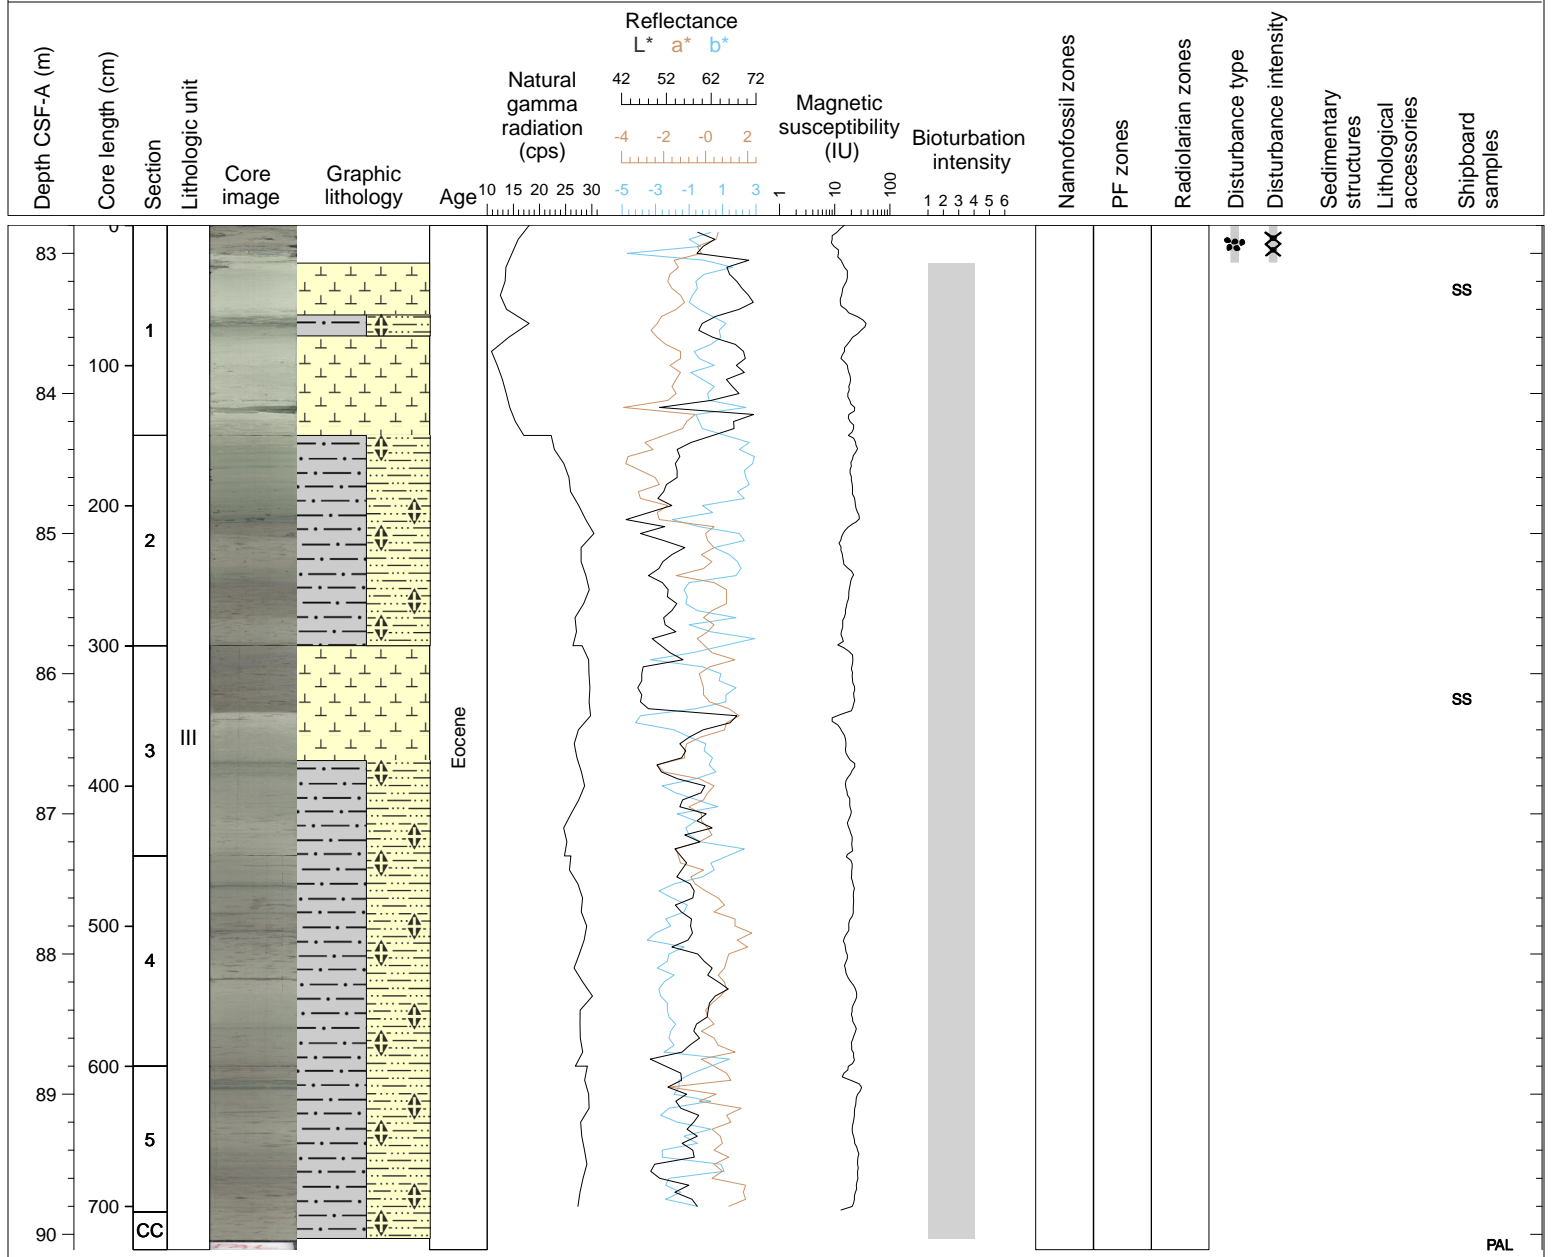 Depth CSF-A (m)
Core length (cm)
Section
Lithologic unit
Core
image
Graphic
lithology
Age
Natural
gamma
radiation
(cps)
10 15 20 25 30
Reflectance
L* a* b*
42 52 62 72
-4 -2 -0 2
-5 -3 -1 1 3
Magnetic
susceptibility
(IU)
1 10 100
Bioturbation
intensity
1 2 3 4 5 6
Nannofossil zones
PF zones
Radiolarian zones
Disturbance type
Disturbance intensity
Sedimentary
structures
Lithological
accessories
Shipboard
samples
0
83
SS
1
100
84
200
85
2
300
86
SS
III
3
Eocene
400
87
500
88
4
600
89
5
700
CC
90
PAL